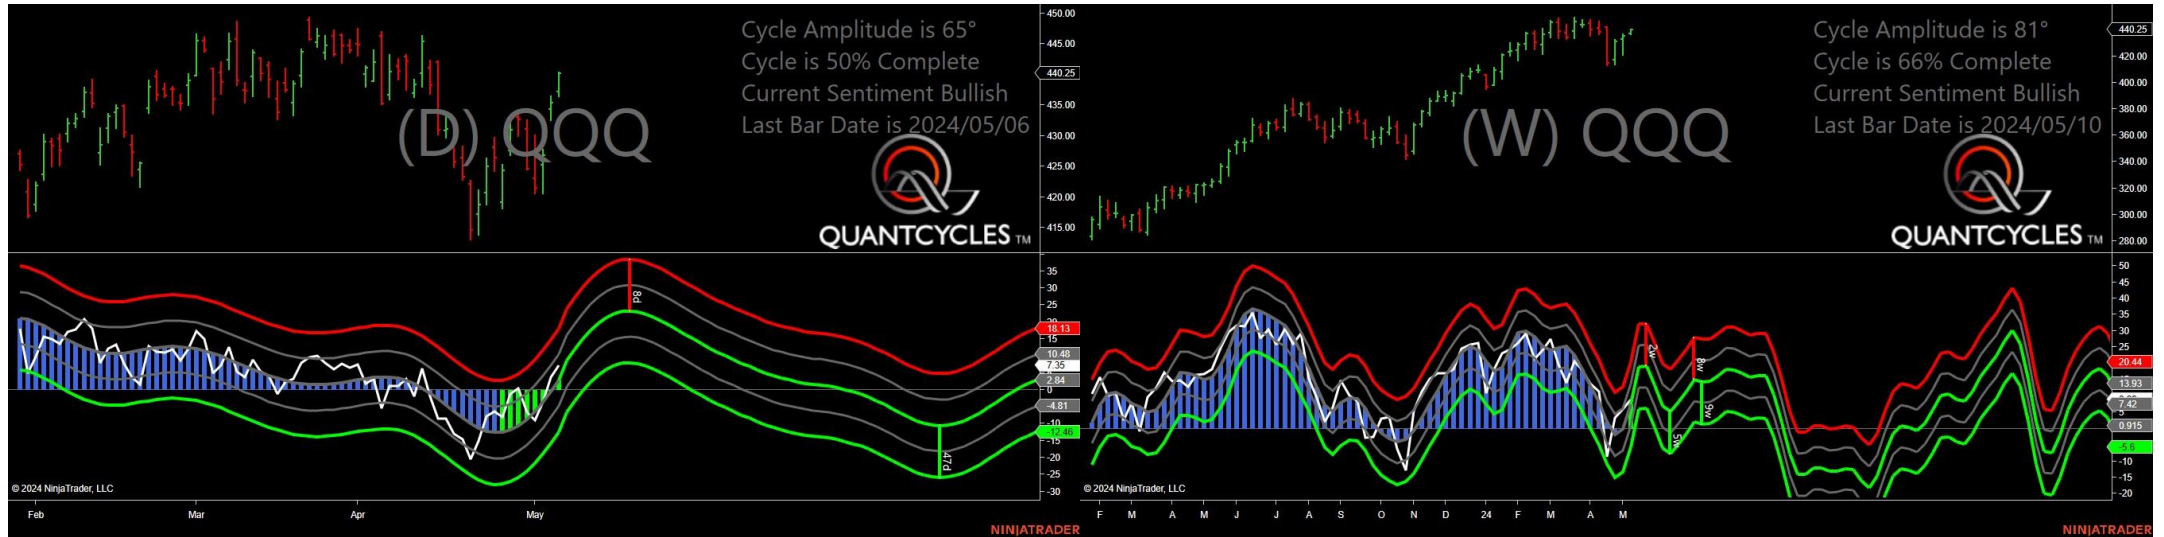 Cycle Amplitude is 65°
Cycle is 50% Complete
Current Sentiment Bullish
Last Bar Date is 2024/05/06
(D) QQQ
QUANTCYCLES TM
450.00
445.00
440.25
435.00
430.00
425.00
420.00
415.00
35
30
25
18.13
10.48
7.35
2.84
0
-4.81
-10
-12.46
-15
-20
-25
-30
8d
47d
© 2024 NinjaTrader, LLC
Feb Mar Apr May
NINJATRADER
Cycle Amplitude is 81°
Cycle is 66% Complete
Current Sentiment Bullish
Last Bar Date is 2024/05/10
(W) QQQ
QUANTCYCLES TM
440.25
420.00
400.00
380.00
360.00
340.00
320.00
300.00
280.00
50
45
40
35
30
25
20.44
13.93
7.42
0.915
-5.6
-10
-15
-20
2w
8w
9w
5w
© 2024 NinjaTrader, LLC
F M A M J J A S O N D 24 F M A M
NINJATRADER